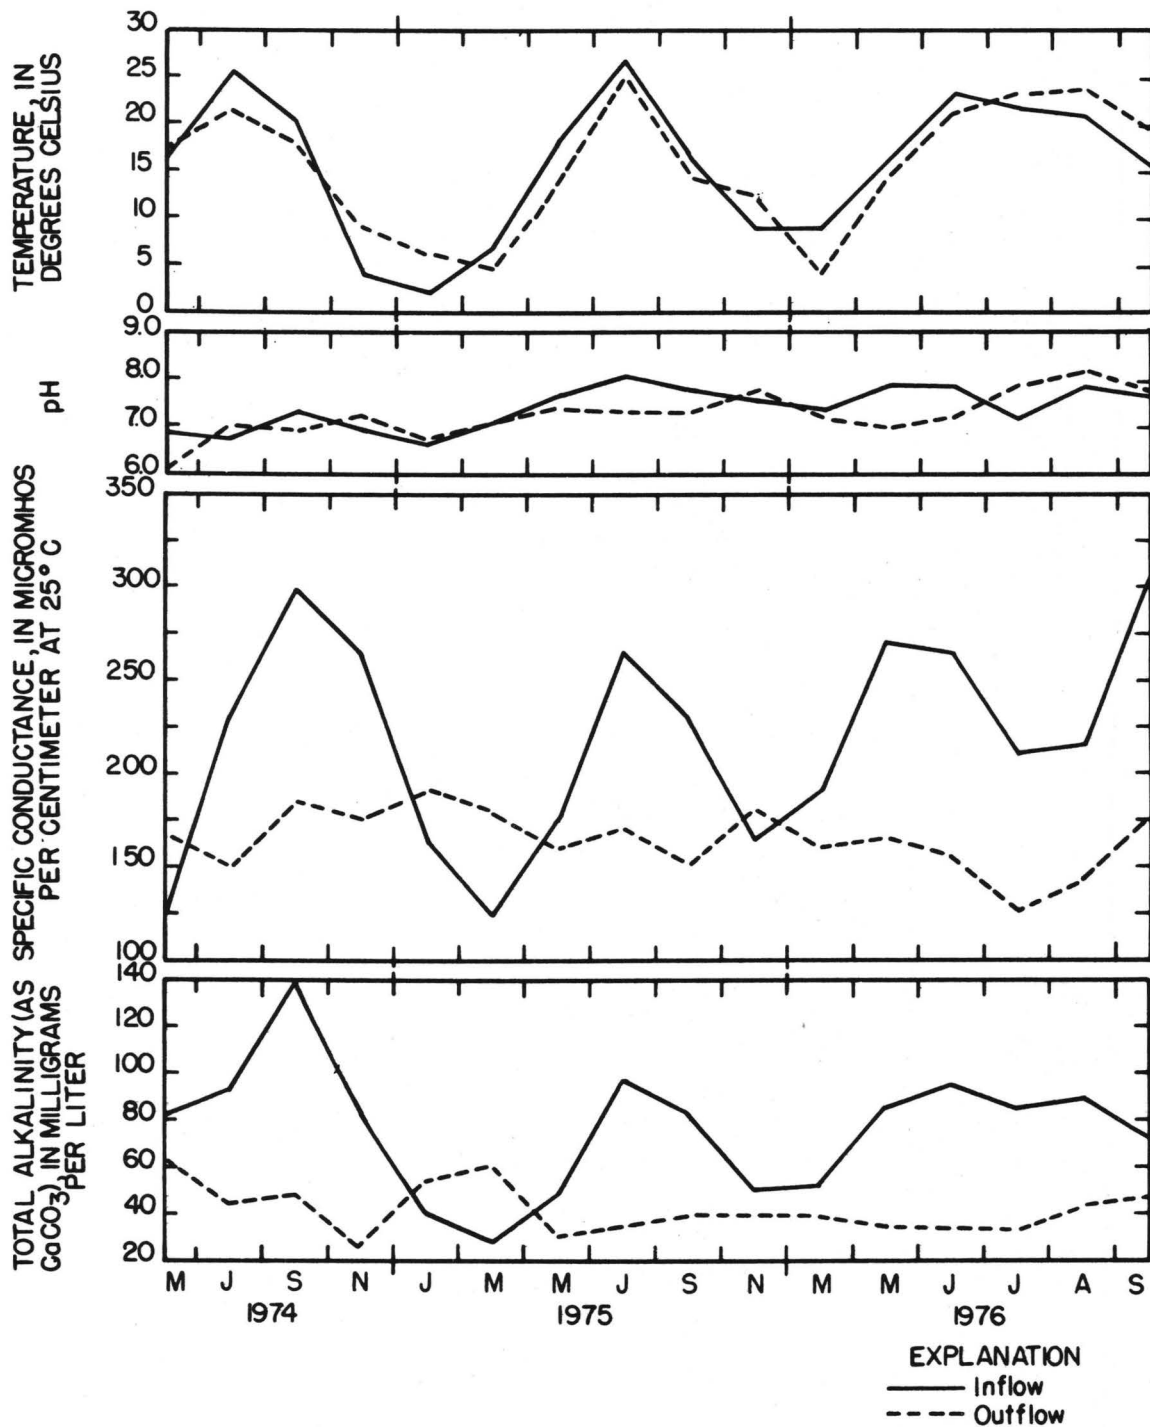 TEMPERATURE, IN
DEGREES CELSIUS
30
25
20
15
10
5
0
pH
9.0
8.0
7.0
6.0
SPECIFIC CONDUCTANCE, IN MICROMHOS
PER CENTIMETER AT 25° C
350
300
250
200
150
100
TOTAL ALKALINITY (AS
CaCO3), IN MILLIGRAMS
PER LITER
140
120
100
80
60
40
20
M J S N J M M J S N M M J J A S
1974 1975 1976
EXPLANATION
Inflow
Outflow